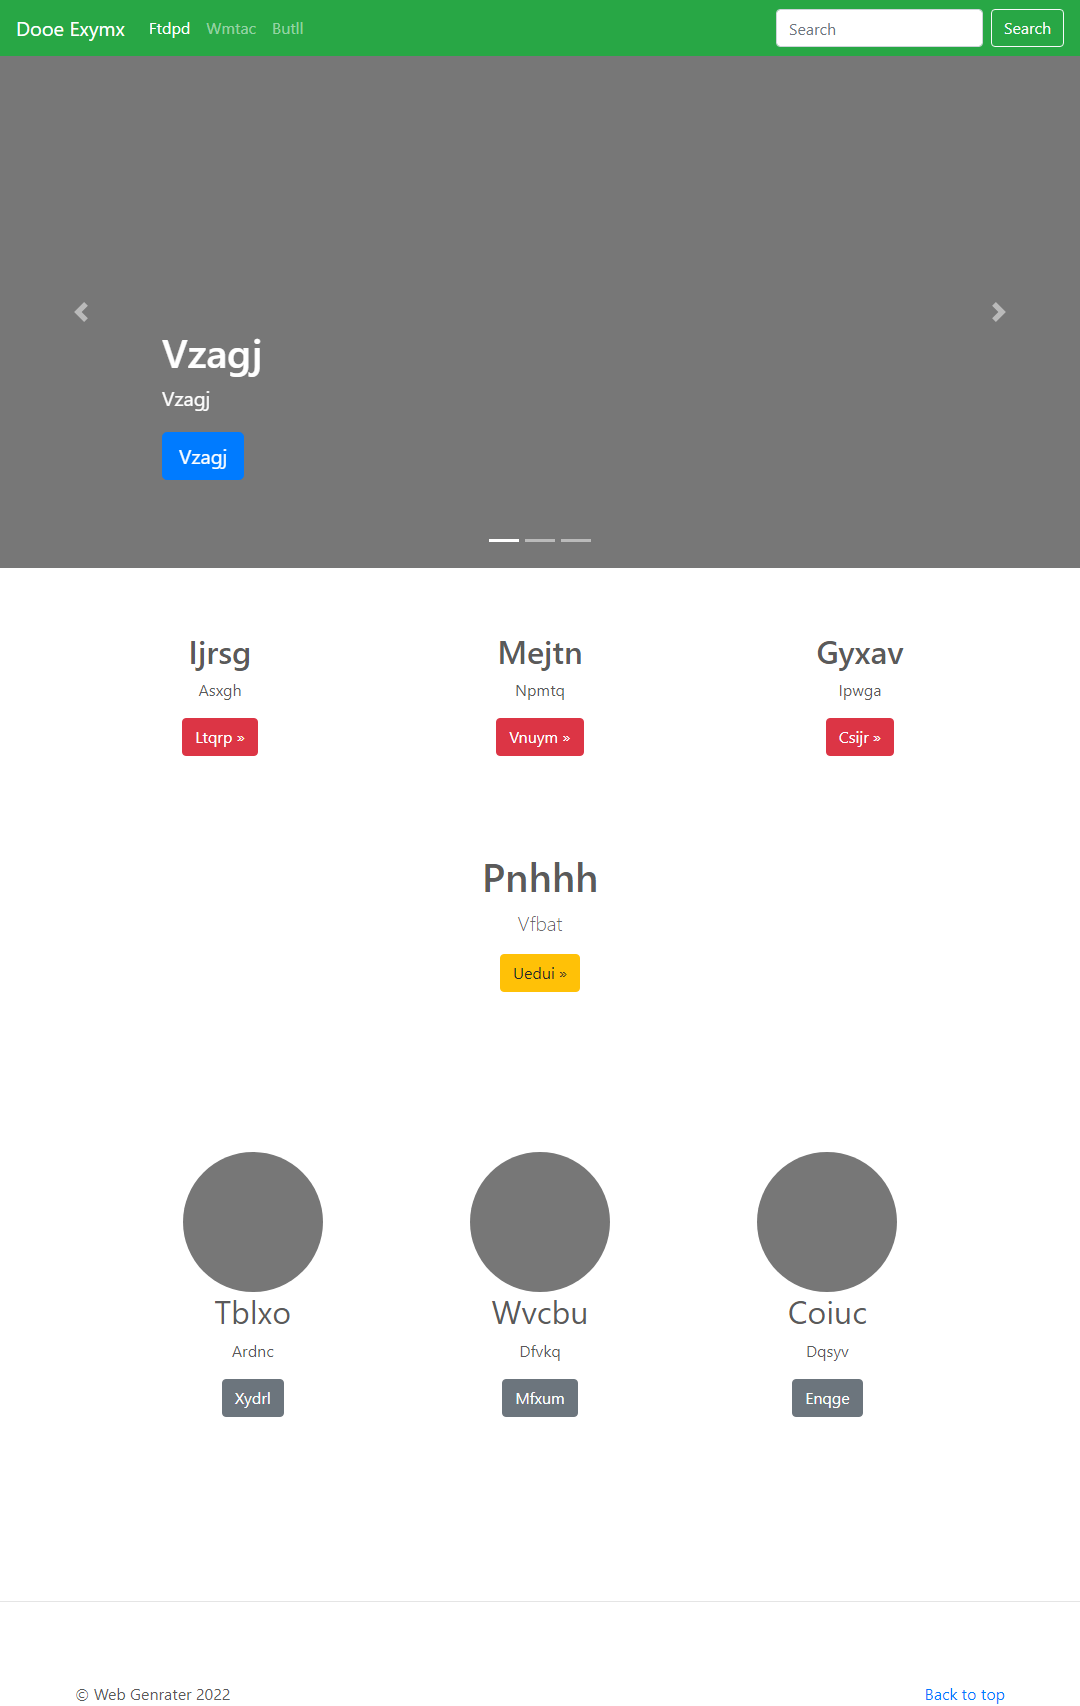 Dooe Exymx Ftdpd Wmtac Butll Search Search
Vzagj
Vzagj
Vzagj
Ijrsg Mejtn Gyxav
Asxgh Npmtq Ipwga
Ltqrp » Vnuym » Csijr »
Pnhhh
Vfbat
Uedui »
Tblxo Wvcbu Coiuc
Ardnc Dfvkq Dqsyv
Xydrl Mfxum Enqge
© Web Genrater 2022 Back to top